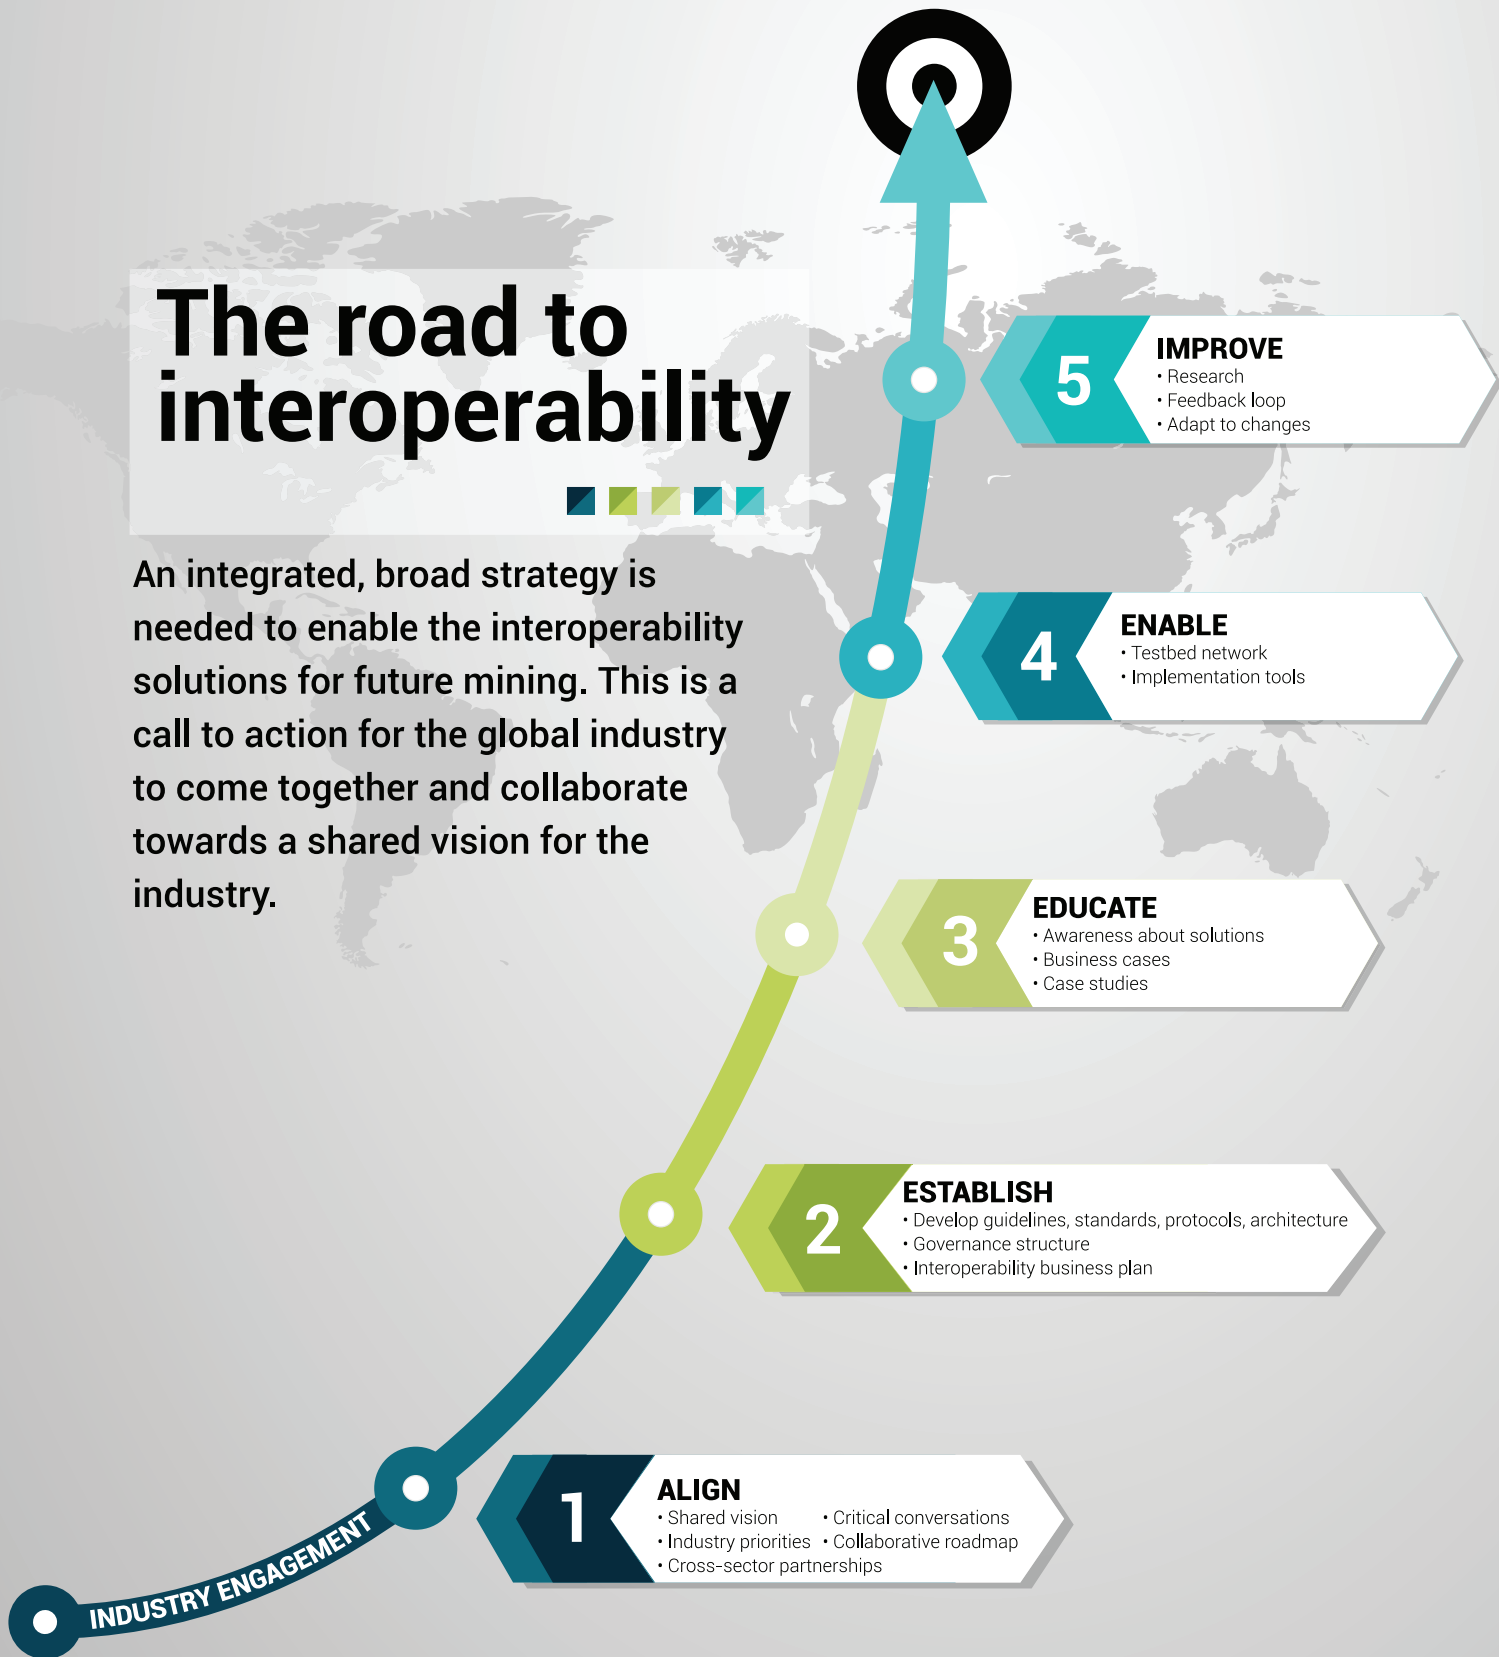 The road to
interoperability
An integrated, broad strategy is
needed to enable the interoperability
solutions for future mining. This is a
call to action for the global industry
to come together and collaborate
towards a shared vision for the
industry.
5
IMPROVE
• Research
• Feedback loop
• Adapt to changes
4
ENABLE
• Testbed network
• Implementation tools
3
EDUCATE
• Awareness about solutions
• Business cases
• Case studies
2
ESTABLISH
• Develop guidelines, standards, protocols, architecture
• Governance structure
• Interoperability business plan
1
ALIGN
• Shared vision • Critical conversations
• Industry priorities • Collaborative roadmap
• Cross-sector partnerships
INDUSTRY ENGAGEMENT